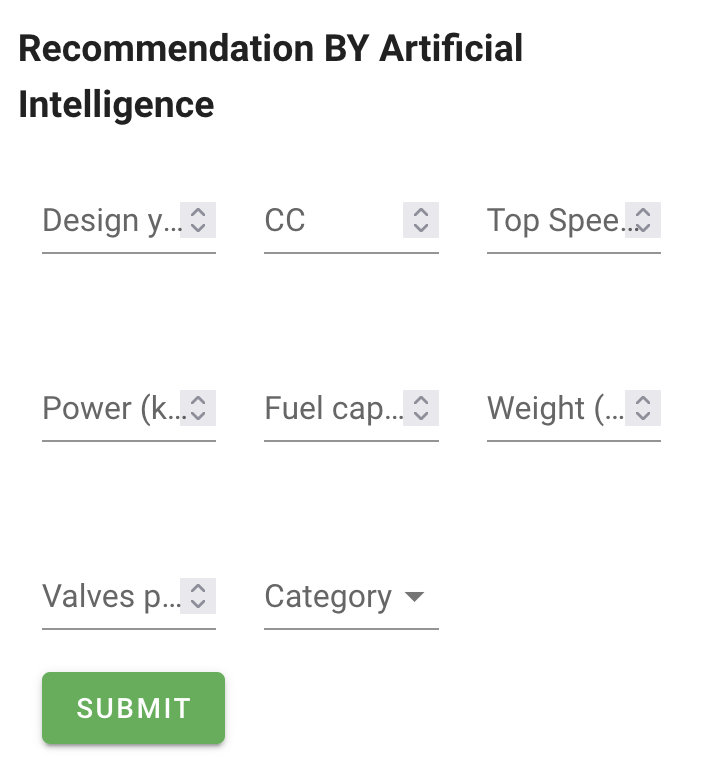 Recommendation BY Artificial
Intelligence
Design y...
CC
Top Spee...
Power (k...
Fuel cap...
Weight (...
Valves p...
Category
SUBMIT